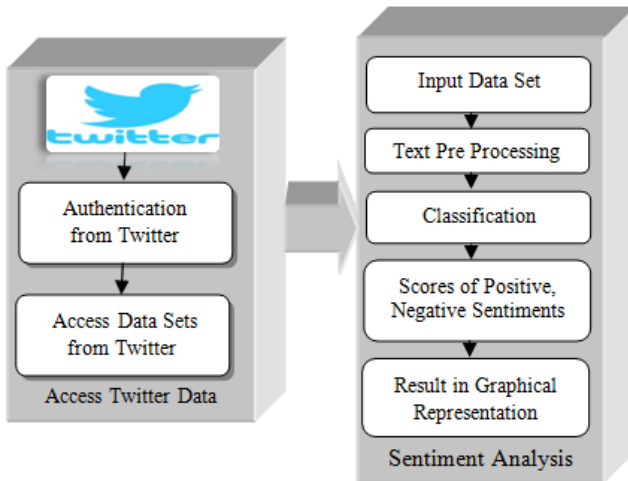 twitter
Authentication
from Twitter
Access Data Sets
from Twitter
Access Twitter Data
Input Data Set
Text Pre Processing
Classification
Scores of Positive,
Negative Sentiments
Result in Graphical
Representation
Sentiment Analysis